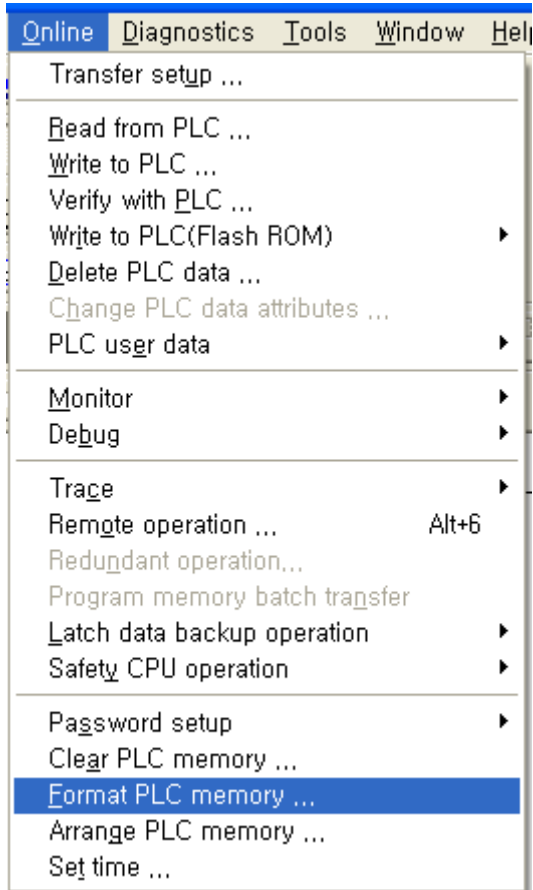 Online Diagnostics Tools Window Hel
Transfer setup ...
Read from PLC ...
Write to PLC ...
Verify with PLC ...
Write to PLC(Flash ROM)
Delete PLC data ...
Change PLC data attributes ...
PLC user data
Monitor
Debug
Trace
Remote operation ... Alt+6
Redundant operation...
Program memory batch transfer
Latch data backup operation
Safety CPU operation
Password setup
Clear PLC memory ...
Format PLC memory ...
Arrange PLC memory ...
Set time ...